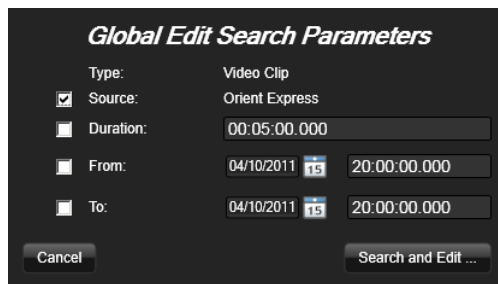 Global Edit Search Parameters
Type: Video Clip
Source: Orient Express
Duration: 00:05:00.000
From: 04/10/2011 15 20:00:00.000
To: 04/10/2011 15 20:00:00.000
Cancel Search and Edit ...